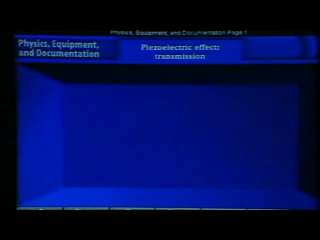 Physics, Equipment, and Documentation Page 1
Physics, Equipment,
and Documentation
Piezoelectric effect:
transmission